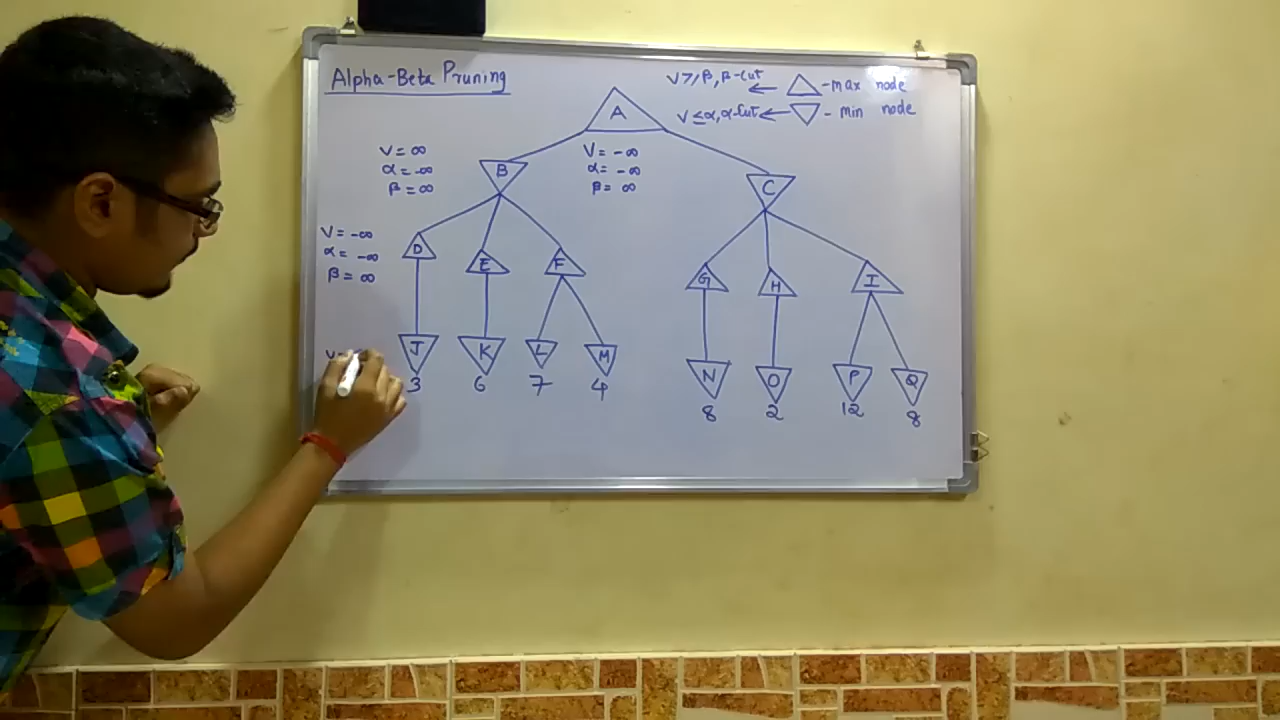 Alpha-Beta Pruning
V >, β, β-Cut ← △ - max node
V ≤ α, α-Cut ← ▽ - min node
A
V = -∞
α = -∞
β = ∞
V = ∞
α = -∞
β = ∞
B
C
V = -∞
α = -∞
β = ∞
D
E
F
G
H
I
V =
J
K
L
M
N
O
P
Q
3
6
7
4
8
2
12
8